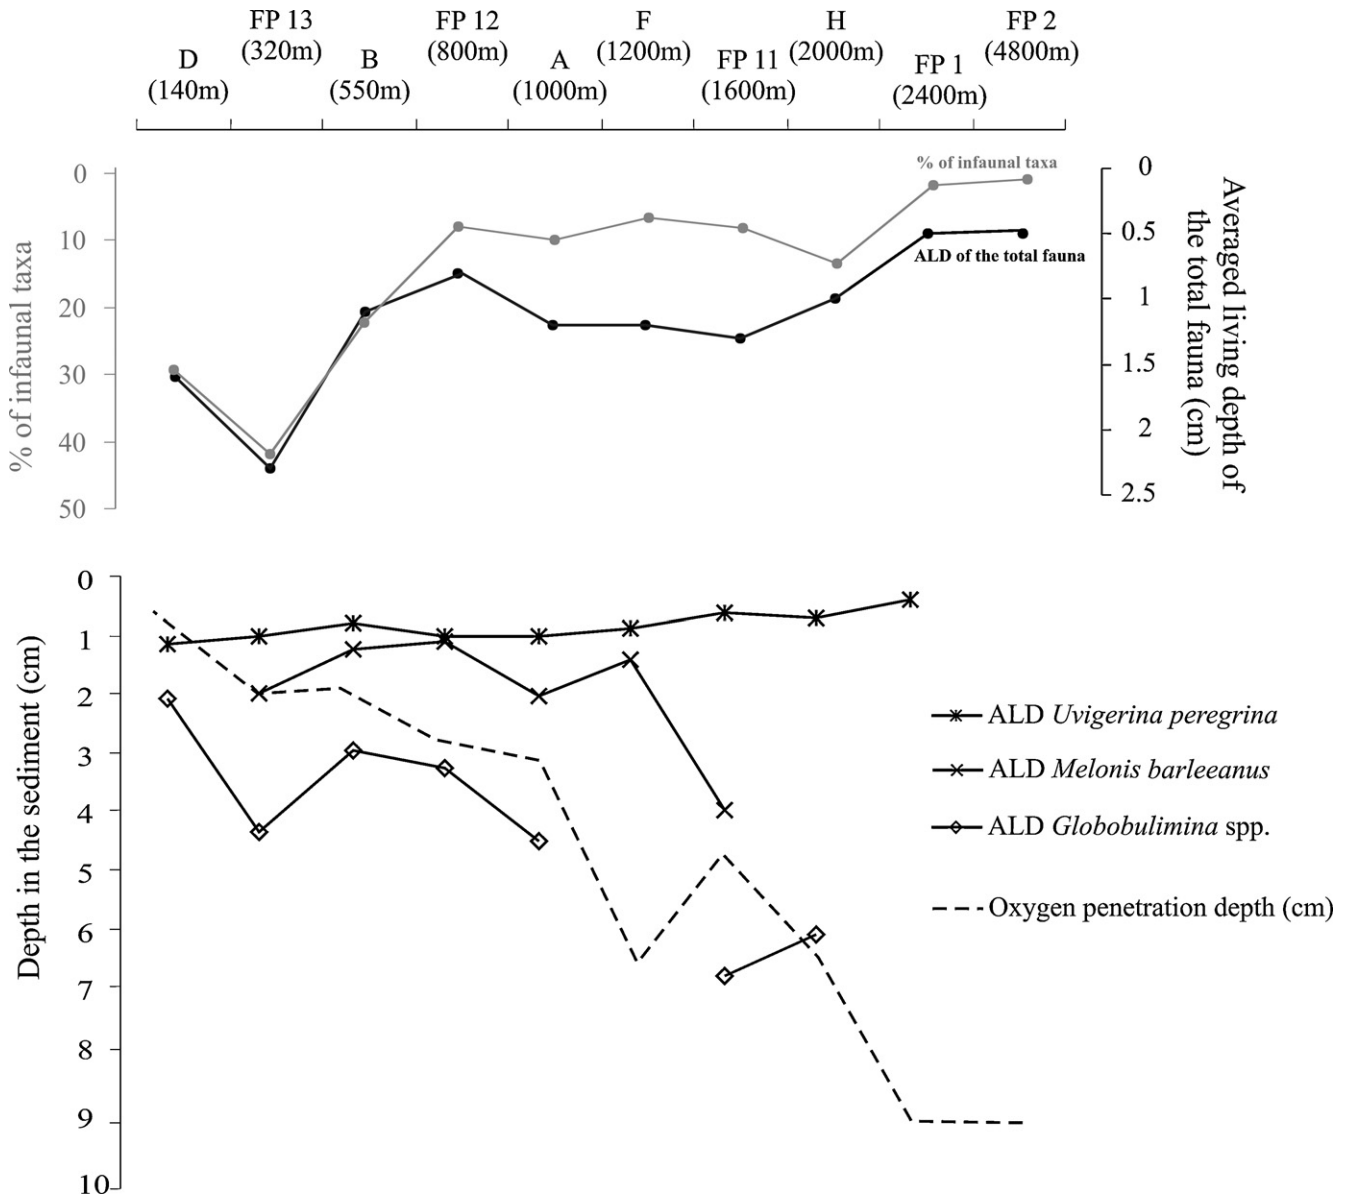 FP 13
(320m)
FP 12
(800m)
F
(1200m)
H
(2000m)
FP 2
(4800m)
D
(140m)
B
(550m)
A
(1000m)
FP 11
(1600m)
FP 1
(2400m)
% of infaunal taxa
0
10
20
30
40
50
% of infaunal taxa
ALD of the total fauna
0
0.5
1
1.5
2
2.5
Averaged living depth of
the total fauna (cm)
Depth in the sediment (cm)
0
1
2
3
4
5
6
7
8
9
10
ALD Uvigerina peregrina
ALD Melonis barleeanus
ALD Globobulimina spp.
Oxygen penetration depth (cm)